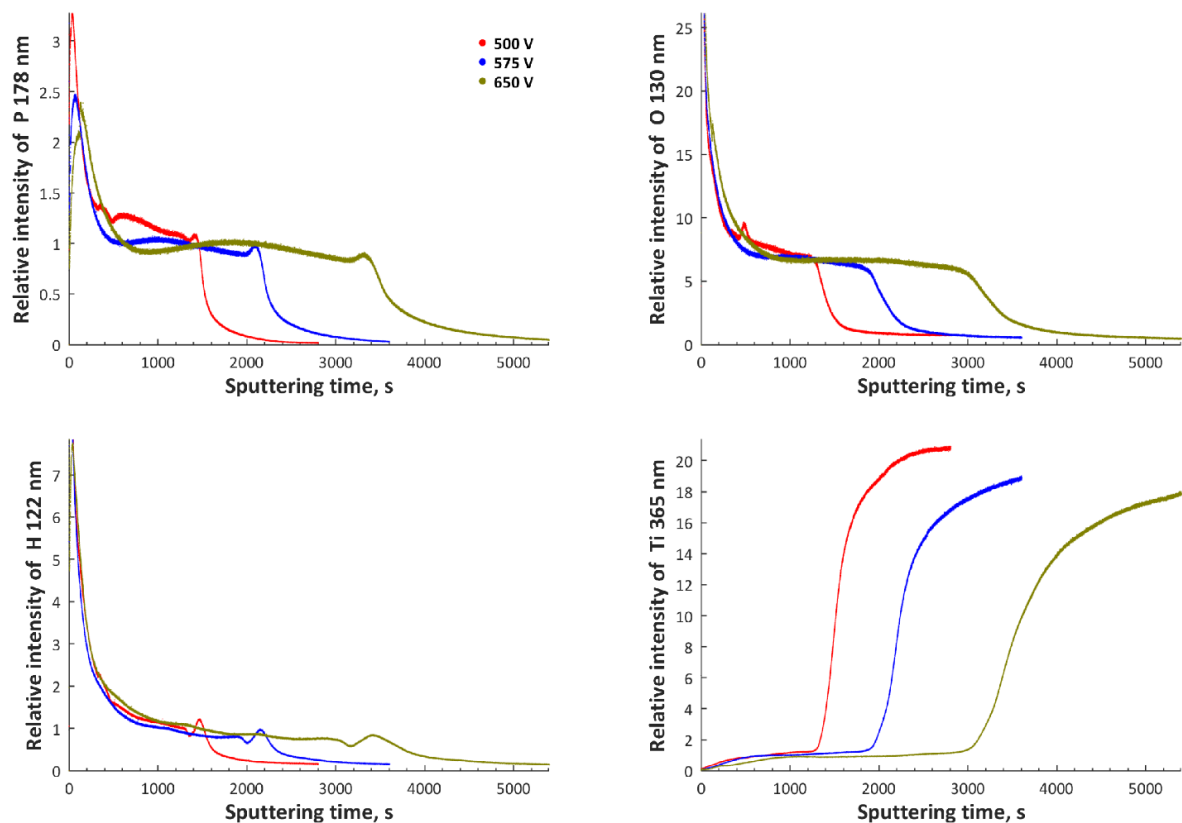 Relative intensity of P 178 nm
3
2.5
2
1.5
1
0.5
0
500 V
575 V
650 V
0 1000 2000 3000 4000 5000
Sputtering time, s
Relative intensity of O 130 nm
25
20
15
10
5
0
0 1000 2000 3000 4000 5000
Sputtering time, s
Relative intensity of H 122 nm
7
6
5
4
3
2
1
0
0 1000 2000 3000 4000 5000
Sputtering time, s
Relative intensity of Ti 365 nm
20
18
16
14
12
10
8
6
4
2
0
0 1000 2000 3000 4000 5000
Sputtering time, s